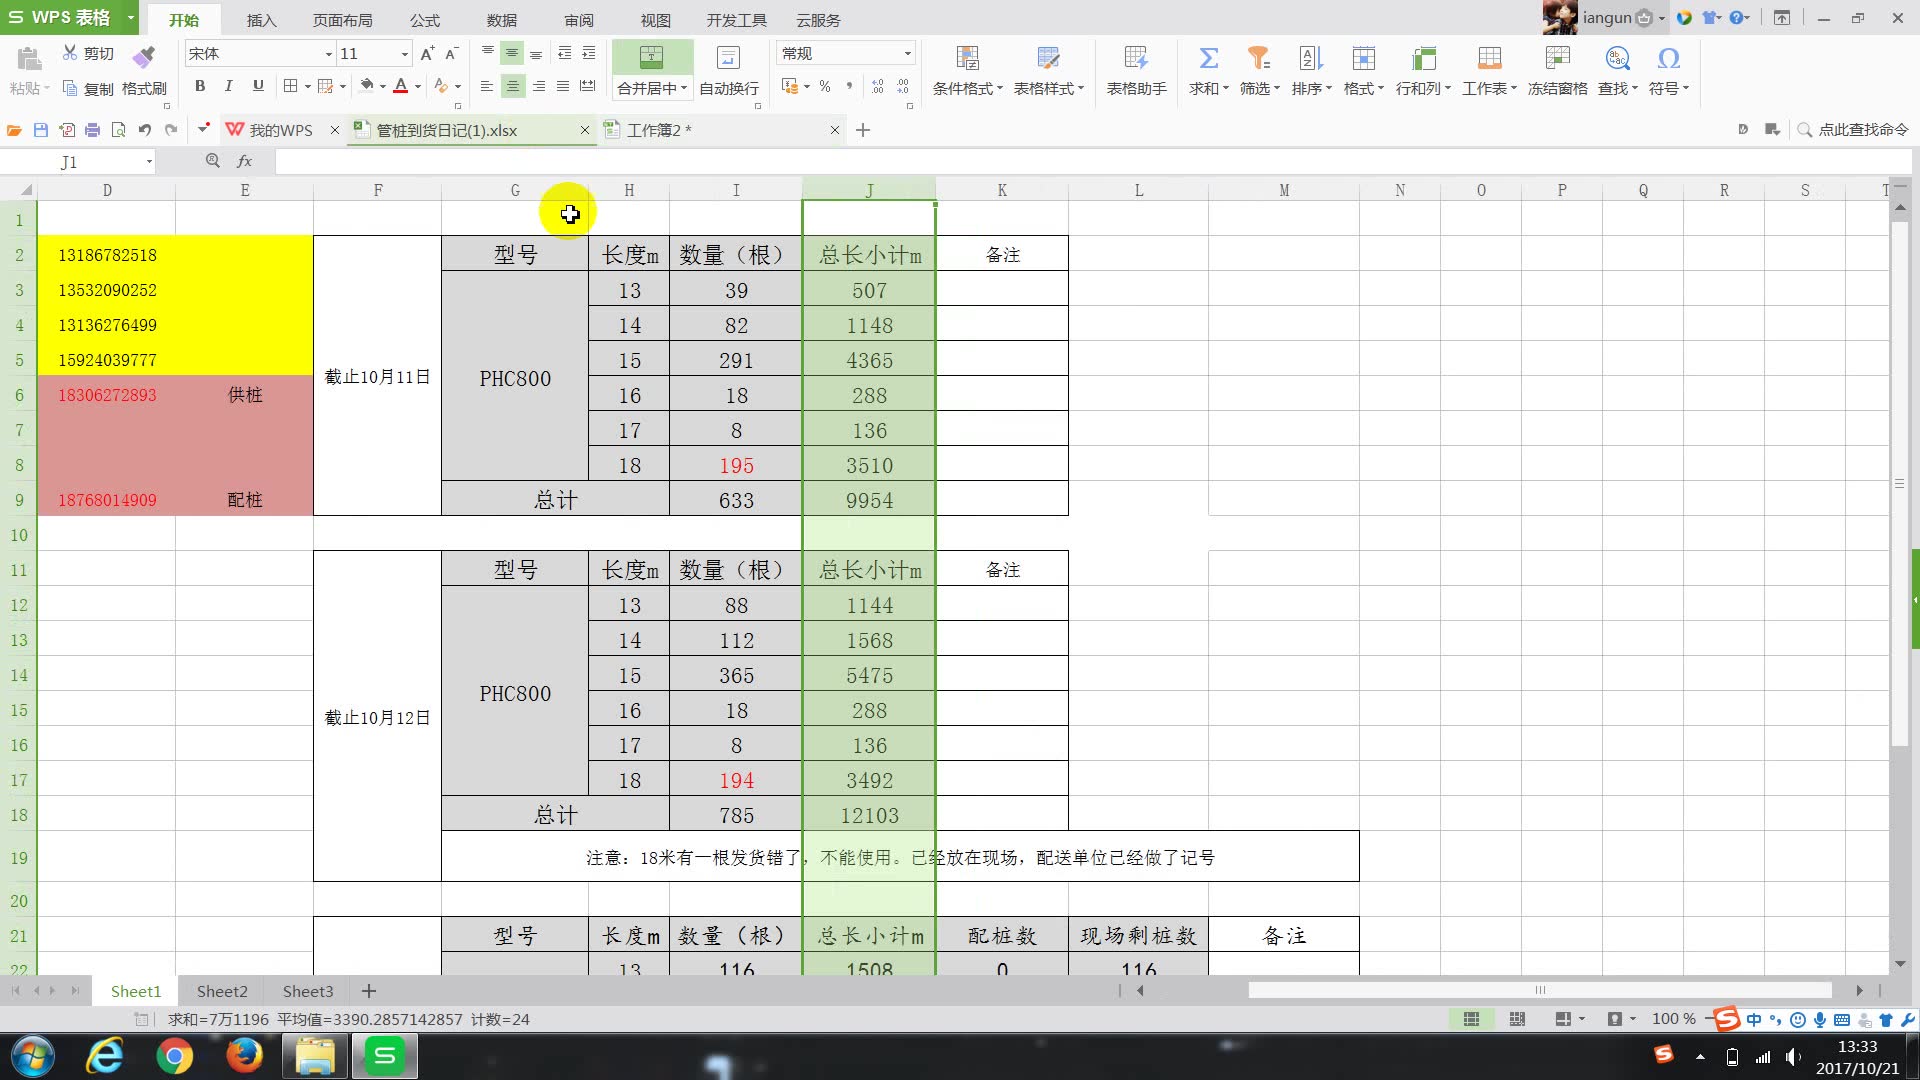 WPS 表格 开始 插入 页面布局 公式 数据 审阅 视图 开发工具 云服务 iangun
粘贴 剪切 复制 格式刷 宋体 11 合并居中 自动换行 常规 条件格式 表格样式 表格助手 求和 筛选 排序 格式 行和列 工作表 冻结窗格 查找 符号
我的WPS 管桩到货日记(1).xlsx 工作簿2 * 点此查找命令
J1 fx
D E F G H I J K L M N O P Q R S T
1
2 13186782518 型号 长度m 数量（根） 总长小计m 备注
3 13532090252 13 39 507
4 13136276499 14 82 1148
5 15924039777 15 291 4365
截止10月11日 PHC800
6 18306272893 供桩 16 18 288
7 17 8 136
8 18 195 3510
9 18768014909 配桩 总计 633 9954
10
11 型号 长度m 数量（根） 总长小计m 备注
12 13 88 1144
13 14 112 1568
14 15 365 5475
PHC800
15 截止10月12日 16 18 288
16 17 8 136
17 18 194 3492
18 总计 785 12103
19 注意：18米有一根发货错了，不能使用。已经放在现场，配送单位已经做了记号
20
21 型号 长度m 数量（根） 总长小计m 配桩数 现场剩桩数 备注
22 13 116 1508 0 116
Sheet1 Sheet2 Sheet3
求和=7万1196 平均值=3390.2857142857 计数=24 100 % 中
13:33
2017/10/21